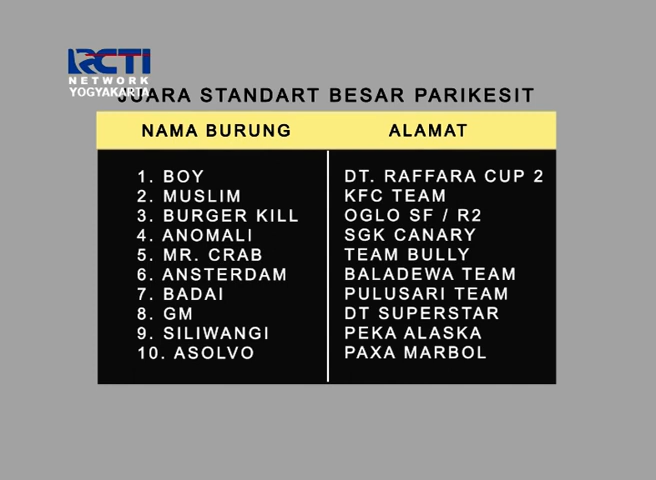 RCTI
NETWORK
YOGYAKARTA
JUARA STANDART BESAR PARIKESIT
NAMA BURUNG ALAMAT
1. BOY DT. RAFFARA CUP 2
2. MUSLIM KFC TEAM
3. BURGER KILL OGLO SF / R2
4. ANOMALI SGK CANARY
5. MR. CRAB TEAM BULLY
6. ANSTERDAM BALADEWA TEAM
7. BADAI PULUSARI TEAM
8. GM DT SUPERSTAR
9. SILIWANGI PEKA ALASKA
10. ASOLVO PAXA MARBOL